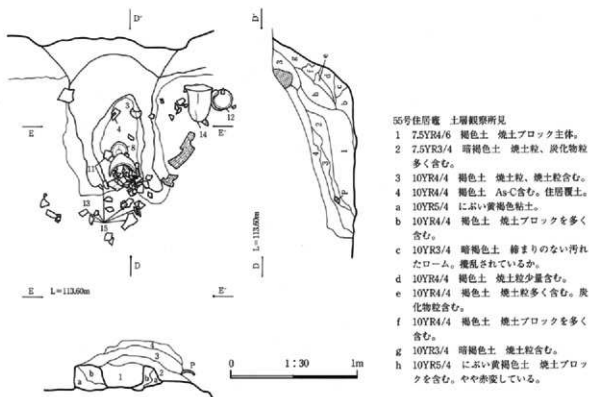 D'
D'
3
4
8
11
13
15
14
12
E
E'
D
D
L=113.60m
E
L=113.60m
E'
e
g
f
d
3
h
c
b
b
2
4
3
1
P
a
b
1
3
2
b
a
P
0
1:30
1m
55号住居竈 土層観察所見
1 7.5YR4/6 褐色土 焼土ブロック主体。
2 7.5YR3/4 暗褐色土 焼土粒、炭化物粒
多く含む。
3 10YR4/4 褐色土 焼土粒、焼土粒含む。
4 10YR4/4 褐色土 As-C含む。住居覆土。
a 10YR5/4 にぶい黄褐色粘土。
b 10YR4/4 褐色土 焼土ブロックを多く
含む。
c 10YR3/4 暗褐色土 締まりのない汚れ
たローム。攪乱されているか。
d 10YR4/4 褐色土 焼土粒少量含む。
e 10YR4/4 褐色土 焼土粒多く含む。炭
化物粒含む。
f 10YR4/4 褐色土 焼土ブロックを多く
含む。
g 10YR3/4 暗褐色土 焼土粒含む。
h 10YR5/4 にぶい黄褐色土 焼土ブロッ
クを含む。やや赤変している。